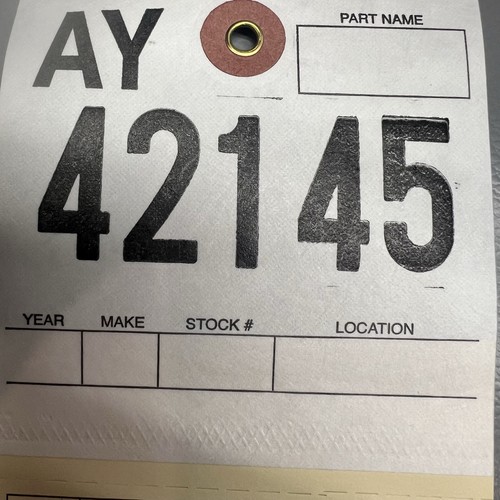 AY PART NAME
42145
YEAR MAKE STOCK # LOCATION